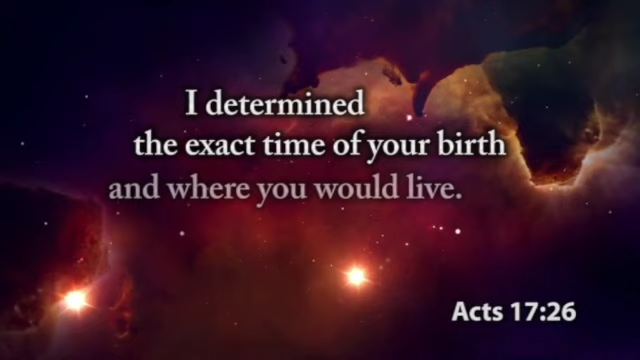 I determined
the exact time of your birth
and where you would live.
Acts 17:26